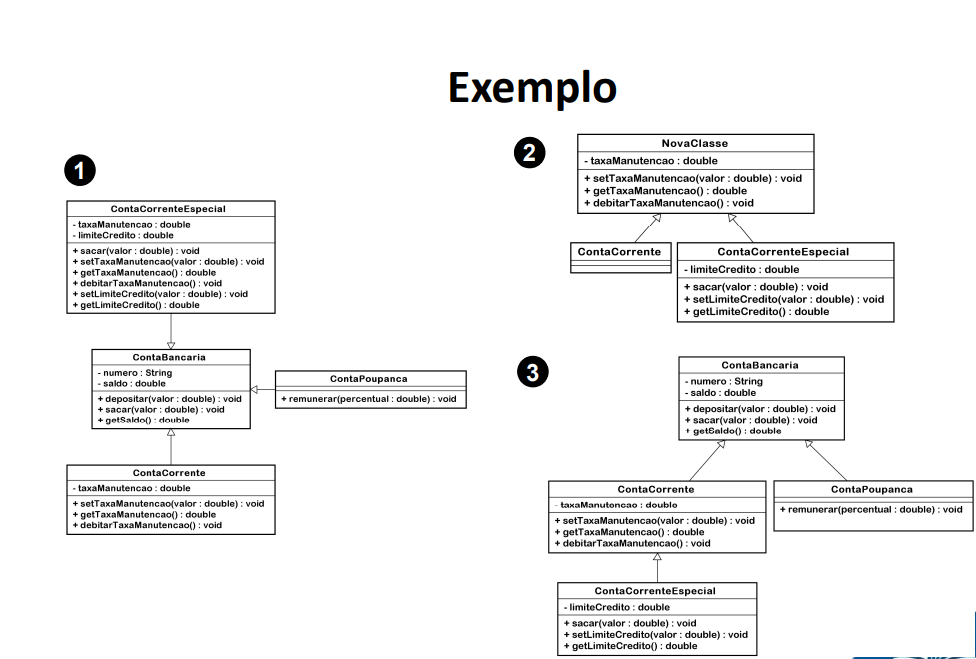 Exemplo
1
ContaCorrenteEspecial
- taxaManutencao : double
- limiteCredito : double
+ sacar(valor : double) : void
+ setTaxaManutencao(valor : double) : void
+ getTaxaManutencao() : double
+ debitarTaxaManutencao() : void
+ setLimiteCredito(valor : double) : void
+ getLimiteCredito() : double
ContaBancaria
- numero : String
- saldo : double
+ depositar(valor : double) : void
+ sacar(valor : double) : void
+ getSaldo() : double
ContaPoupanca
+ remunerar(percentual : double) : void
ContaCorrente
- taxaManutencao : double
+ setTaxaManutencao(valor : double) : void
+ getTaxaManutencao() : double
+ debitarTaxaManutencao() : void
2
NovaClasse
- taxaManutencao : double
+ setTaxaManutencao(valor : double) : void
+ getTaxaManutencao() : double
+ debitarTaxaManutencao() : void
ContaCorrente
ContaCorrenteEspecial
- limiteCredito : double
+ sacar(valor : double) : void
+ setLimiteCredito(valor : double) : void
+ getLimiteCredito() : double
3
ContaBancaria
- numero : String
- saldo : double
+ depositar(valor : double) : void
+ sacar(valor : double) : void
+ getSaldo() : double
ContaCorrente
- taxaManutencao : double
+ setTaxaManutencao(valor : double) : void
+ getTaxaManutencao() : double
+ debitarTaxaManutencao() : void
ContaPoupanca
+ remunerar(percentual : double) : void
ContaCorrenteEspecial
- limiteCredito : double
+ sacar(valor : double) : void
+ setLimiteCredito(valor : double) : void
+ getLimiteCredito() : double